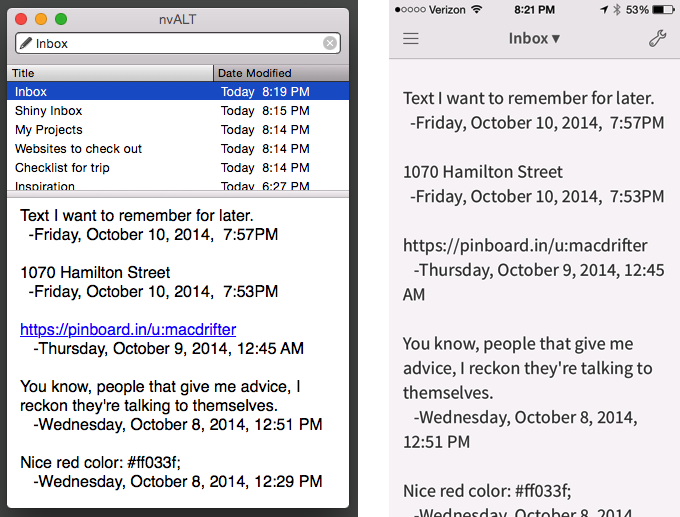 nvALT
Inbox
Title Date Modified
Inbox Today 8:19 PM
Shiny Inbox Today 8:15 PM
My Projects Today 8:14 PM
Websites to check out Today 8:14 PM
Checklist for trip Today 8:14 PM
Inspiration Today 6:27 PM
Text I want to remember for later.
-Friday, October 10, 2014, 7:57PM
1070 Hamilton Street
-Friday, October 10, 2014, 7:53PM
https://pinboard.in/u:macdrifter
-Thursday, October 9, 2014, 12:45 AM
You know, people that give me advice, I
reckon they're talking to themselves.
-Wednesday, October 8, 2014, 12:51 PM
Nice red color: #ff033f;
-Wednesday, October 8, 2014, 12:29 PM
Verizon 8:21 PM 53%
Inbox ▾
Text I want to remember for later.
-Friday, October 10, 2014, 7:57PM
1070 Hamilton Street
-Friday, October 10, 2014, 7:53PM
https://pinboard.in/u:macdrifter
-Thursday, October 9, 2014, 12:45
AM
You know, people that give me
advice, I reckon they're talking to
themselves.
-Wednesday, October 8, 2014,
12:51 PM
Nice red color: #ff033f;
-Wednesday, October 8, 2014,